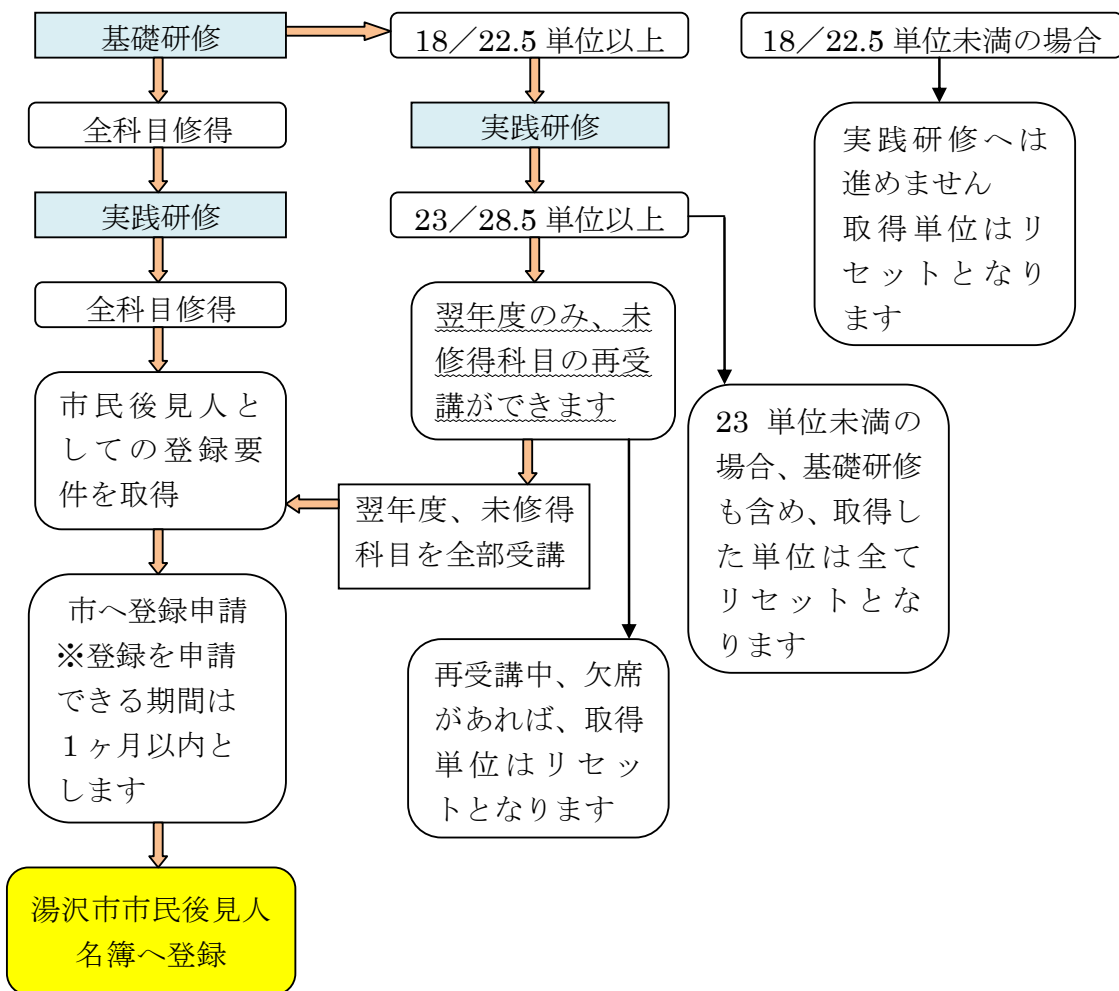 基礎研修
全科目修得
実践研修
全科目修得
市民後見人と
しての登録要
件を取得
市へ登録申請
※登録を申請
できる期間は
１ヶ月以内と
します
湯沢市市民後見人
名簿へ登録
18／22.5 単位以上
実践研修
23／28.5 単位以上
翌年度のみ、未
修得科目の再受
講ができます
翌年度、未修得
科目を全部受講
再受講中、欠席
があれば、取得
単位はリセッ
トとなります
23 単位未満の
場合、基礎研修
も含め、取得し
た単位は全て
リセットとな
ります
18／22.5 単位未満の場合
実践研修へは
進めません
取得単位はリ
セットとなり
ます